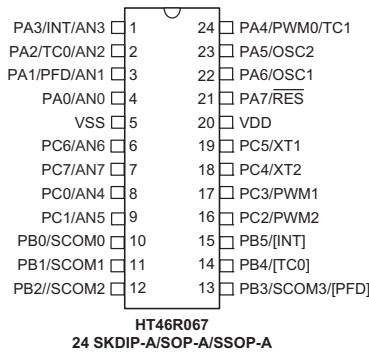 PA3/INT/AN3 1 24 PA4/PWM0/TC1
PA2/TC0/AN2 2 23 PA5/OSC2
PA1/PFD/AN1 3 22 PA6/OSC1
PA0/AN0 4 21 PA7/RES
VSS 5 20 VDD
PC6/AN6 6 19 PC5/XT1
PC7/AN7 7 18 PC4/XT2
PC0/AN4 8 17 PC3/PWM1
PC1/AN5 9 16 PC2/PWM2
PB0/SCOM0 10 15 PB5/[INT]
PB1/SCOM1 11 14 PB4/[TC0]
PB2//SCOM2 12 13 PB3/SCOM3/[PFD]
HT46R067
24 SKDIP-A/SOP-A/SSOP-A